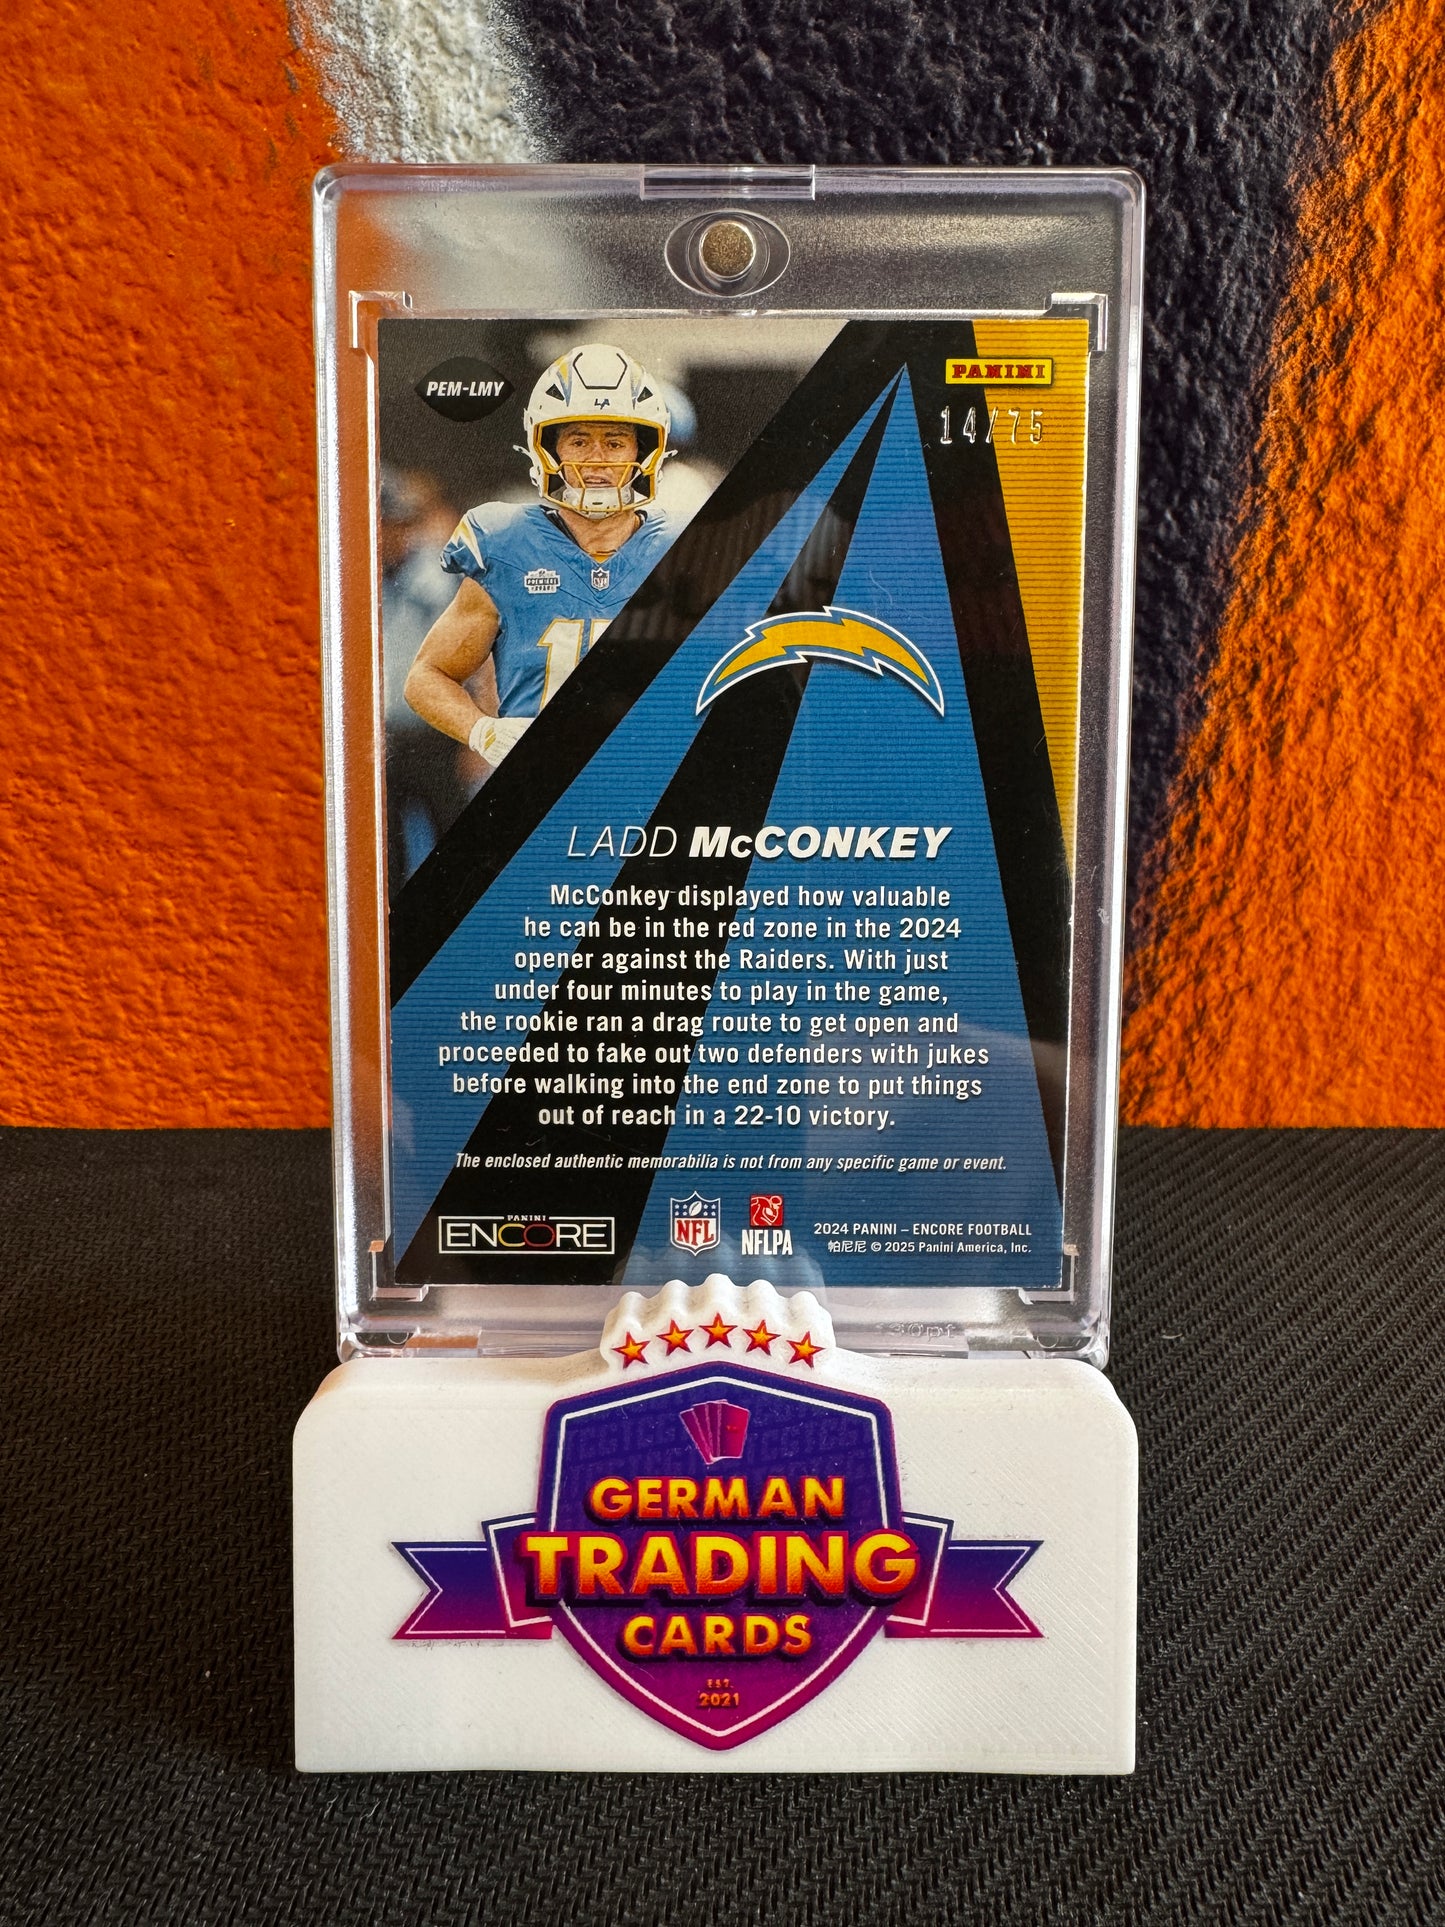 PEM-LMY
PANINI
14/75
LA
PREMIERE
NFL
1
LADD McCONKEY
McConkey displayed how valuable
he can be in the red zone in the 2024
opener against the Raiders. With just
under four minutes to play in the game,
the rookie ran a drag route to get open and
proceeded to fake out two defenders with jukes
before walking into the end zone to put things
out of reach in a 22-10 victory.
The enclosed authentic memorabilia is not from any specific game or event.
PANINI
ENCORE
NFL
NFLPA
2024 PANINI – ENCORE FOOTBALL
帕尼尼 © 2025 Panini America, Inc.
GERMAN
TRADING
CARDS
EST.
2021